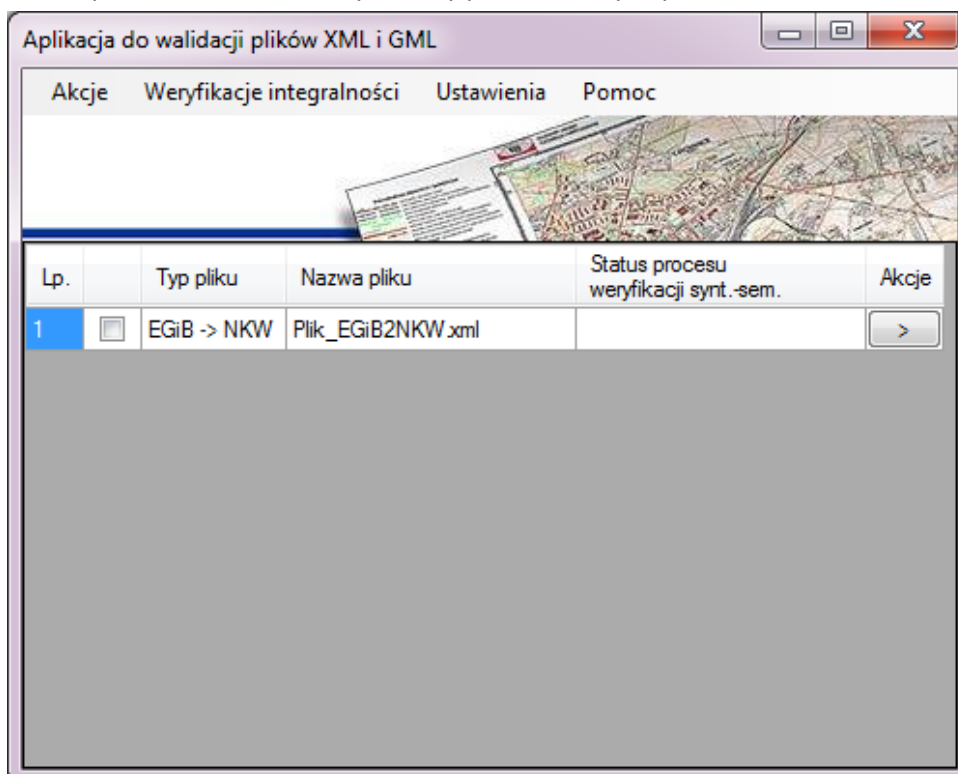 Aplikacja do walidacji plików XML i GML
Akcje Weryfikacje integralności Ustawienia Pomoc
Lp. Typ pliku Nazwa pliku Status procesu
weryfikacji synt.-sem. Akcje
1 EGiB -> NKW Plik_EGiB2NKW.xml >